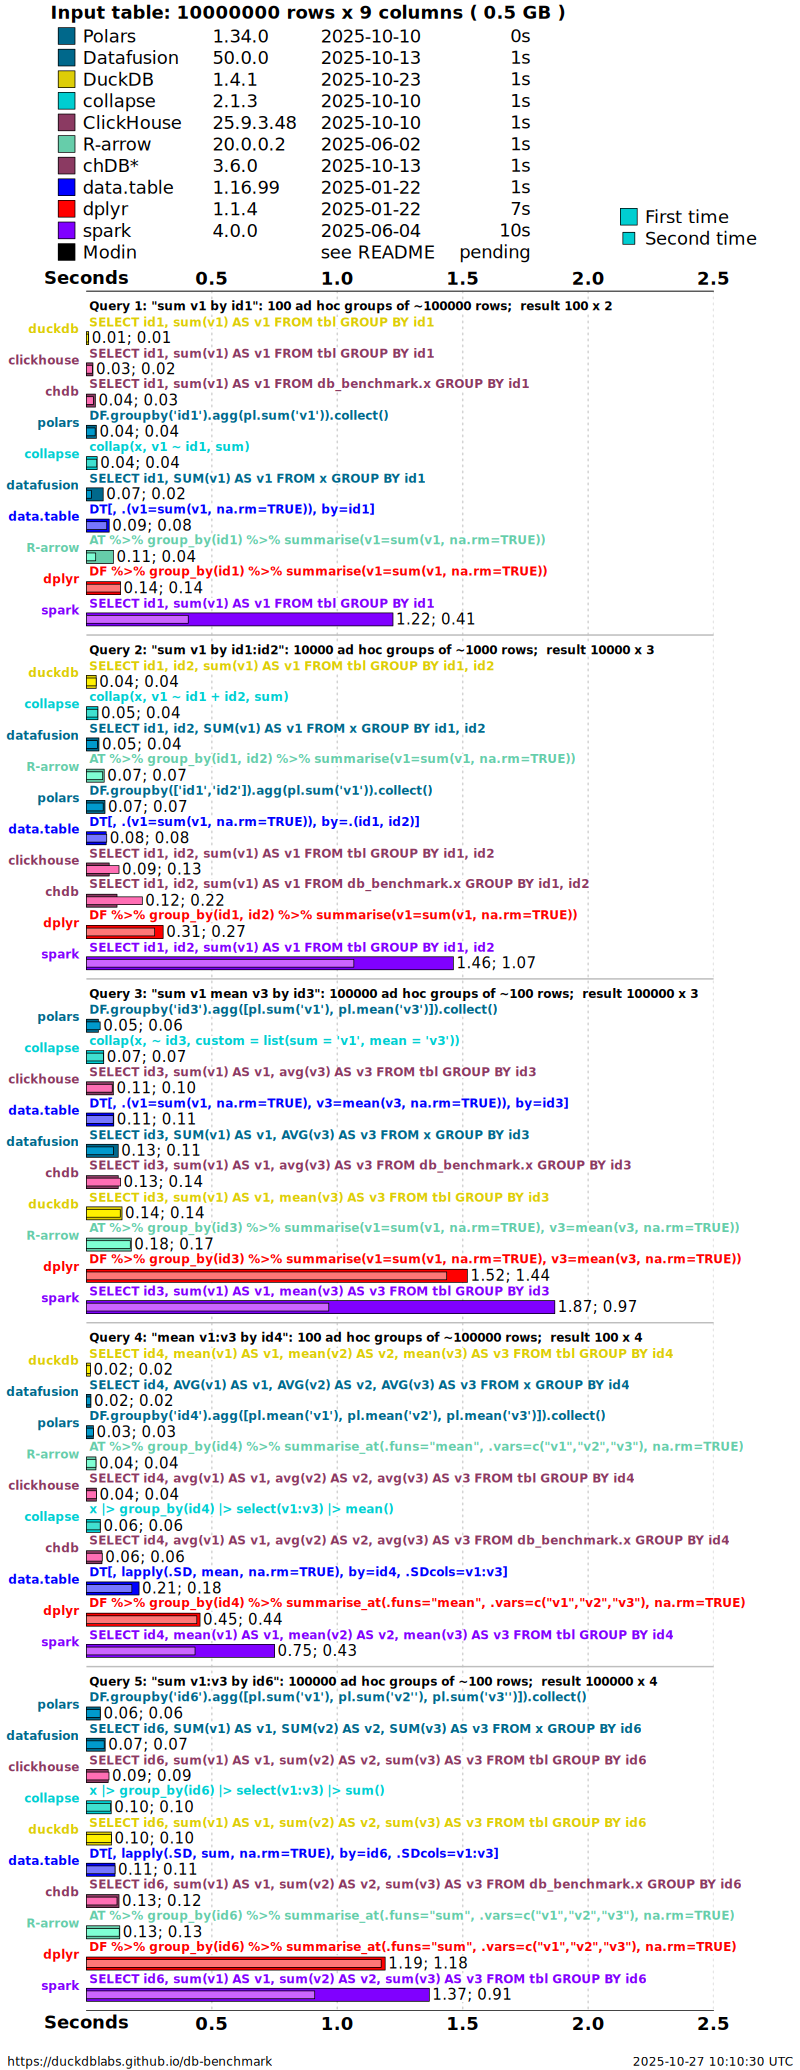 Input table: 10000000 rows x 9 columns ( 0.5 GB )
Polars 1.34.0 2025-10-10 0s
Datafusion 50.0.0 2025-10-13 1s
DuckDB 1.4.1 2025-10-23 1s
collapse 2.1.3 2025-10-10 1s
ClickHouse 25.9.3.48 2025-10-10 1s
R-arrow 20.0.0.2 2025-06-02 1s
chDB* 3.6.0 2025-10-13 1s
data.table 1.16.99 2025-01-22 1s
dplyr 1.1.4 2025-01-22 7s
spark 4.0.0 2025-06-04 10s
Modin see README pending
First time
Second time
Seconds 0.5 1.0 1.5 2.0 2.5
Query 1: "sum v1 by id1": 100 ad hoc groups of ~100000 rows; result 100 x 2
SELECT id1, sum(v1) AS v1 FROM tbl GROUP BY id1
duckdb 0.01; 0.01
SELECT id1, sum(v1) AS v1 FROM tbl GROUP BY id1
clickhouse 0.03; 0.02
SELECT id1, sum(v1) AS v1 FROM db_benchmark.x GROUP BY id1
chdb 0.04; 0.03
DF.groupby('id1').agg(pl.sum('v1')).collect()
polars 0.04; 0.04
collap(x, v1 ~ id1, sum)
collapse 0.04; 0.04
SELECT id1, SUM(v1) AS v1 FROM x GROUP BY id1
datafusion 0.07; 0.02
DT[, .(v1=sum(v1, na.rm=TRUE)), by=id1]
data.table 0.09; 0.08
AT %>% group_by(id1) %>% summarise(v1=sum(v1, na.rm=TRUE))
R-arrow 0.11; 0.04
DF %>% group_by(id1) %>% summarise(v1=sum(v1, na.rm=TRUE))
dplyr 0.14; 0.14
SELECT id1, sum(v1) AS v1 FROM tbl GROUP BY id1
spark 1.22; 0.41
Query 2: "sum v1 by id1:id2": 10000 ad hoc groups of ~1000 rows; result 10000 x 3
SELECT id1, id2, sum(v1) AS v1 FROM tbl GROUP BY id1, id2
duckdb 0.04; 0.04
collap(x, v1 ~ id1 + id2, sum)
collapse 0.05; 0.04
SELECT id1, id2, SUM(v1) AS v1 FROM x GROUP BY id1, id2
datafusion 0.05; 0.04
AT %>% group_by(id1, id2) %>% summarise(v1=sum(v1, na.rm=TRUE))
R-arrow 0.07; 0.07
DF.groupby(['id1','id2']).agg(pl.sum('v1')).collect()
polars 0.07; 0.07
DT[, .(v1=sum(v1, na.rm=TRUE)), by=.(id1, id2)]
data.table 0.08; 0.08
SELECT id1, id2, sum(v1) AS v1 FROM tbl GROUP BY id1, id2
clickhouse 0.09; 0.13
SELECT id1, id2, sum(v1) AS v1 FROM db_benchmark.x GROUP BY id1, id2
chdb 0.12; 0.22
DF %>% group_by(id1, id2) %>% summarise(v1=sum(v1, na.rm=TRUE))
dplyr 0.31; 0.27
SELECT id1, id2, sum(v1) AS v1 FROM tbl GROUP BY id1, id2
spark 1.46; 1.07
Query 3: "sum v1 mean v3 by id3": 100000 ad hoc groups of ~100 rows; result 100000 x 3
DF.groupby('id3').agg([pl.sum('v1'), pl.mean('v3')]).collect()
polars 0.05; 0.06
collap(x, ~ id3, custom = list(sum = 'v1', mean = 'v3'))
collapse 0.07; 0.07
SELECT id3, sum(v1) AS v1, avg(v3) AS v3 FROM tbl GROUP BY id3
clickhouse 0.11; 0.10
DT[, .(v1=sum(v1, na.rm=TRUE), v3=mean(v3, na.rm=TRUE)), by=id3]
data.table 0.11; 0.11
SELECT id3, SUM(v1) AS v1, AVG(v3) AS v3 FROM x GROUP BY id3
datafusion 0.13; 0.11
SELECT id3, sum(v1) AS v1, avg(v3) AS v3 FROM db_benchmark.x GROUP BY id3
chdb 0.13; 0.14
SELECT id3, sum(v1) AS v1, mean(v3) AS v3 FROM tbl GROUP BY id3
duckdb 0.14; 0.14
AT %>% group_by(id3) %>% summarise(v1=sum(v1, na.rm=TRUE), v3=mean(v3, na.rm=TRUE))
R-arrow 0.18; 0.17
DF %>% group_by(id3) %>% summarise(v1=sum(v1, na.rm=TRUE), v3=mean(v3, na.rm=TRUE))
dplyr 1.52; 1.44
SELECT id3, sum(v1) AS v1, mean(v3) AS v3 FROM tbl GROUP BY id3
spark 1.87; 0.97
Query 4: "mean v1:v3 by id4": 100 ad hoc groups of ~100000 rows; result 100 x 4
SELECT id4, mean(v1) AS v1, mean(v2) AS v2, mean(v3) AS v3 FROM tbl GROUP BY id4
duckdb 0.02; 0.02
SELECT id4, AVG(v1) AS v1, AVG(v2) AS v2, AVG(v3) AS v3 FROM x GROUP BY id4
datafusion 0.02; 0.02
DF.groupby('id4').agg([pl.mean('v1'), pl.mean('v2'), pl.mean('v3')]).collect()
polars 0.03; 0.03
AT %>% group_by(id4) %>% summarise_at(.funs="mean", .vars=c("v1","v2","v3"), na.rm=TRUE)
R-arrow 0.04; 0.04
SELECT id4, avg(v1) AS v1, avg(v2) AS v2, avg(v3) AS v3 FROM tbl GROUP BY id4
clickhouse 0.04; 0.04
x |> group_by(id4) |> select(v1:v3) |> mean()
collapse 0.06; 0.06
SELECT id4, avg(v1) AS v1, avg(v2) AS v2, avg(v3) AS v3 FROM db_benchmark.x GROUP BY id4
chdb 0.06; 0.06
DT[, lapply(.SD, mean, na.rm=TRUE), by=id4, .SDcols=v1:v3]
data.table 0.21; 0.18
DF %>% group_by(id4) %>% summarise_at(.funs="mean", .vars=c("v1","v2","v3"), na.rm=TRUE)
dplyr 0.45; 0.44
SELECT id4, mean(v1) AS v1, mean(v2) AS v2, mean(v3) AS v3 FROM tbl GROUP BY id4
spark 0.75; 0.43
Query 5: "sum v1:v3 by id6": 100000 ad hoc groups of ~100 rows; result 100000 x 4
DF.groupby('id6').agg([pl.sum('v1'), pl.sum('v2''), pl.sum('v3'')]).collect()
polars 0.06; 0.06
SELECT id6, SUM(v1) AS v1, SUM(v2) AS v2, SUM(v3) AS v3 FROM x GROUP BY id6
datafusion 0.07; 0.07
SELECT id6, sum(v1) AS v1, sum(v2) AS v2, sum(v3) AS v3 FROM tbl GROUP BY id6
clickhouse 0.09; 0.09
x |> group_by(id6) |> select(v1:v3) |> sum()
collapse 0.10; 0.10
SELECT id6, sum(v1) AS v1, sum(v2) AS v2, sum(v3) AS v3 FROM tbl GROUP BY id6
duckdb 0.10; 0.10
DT[, lapply(.SD, sum, na.rm=TRUE), by=id6, .SDcols=v1:v3]
data.table 0.11; 0.11
SELECT id6, sum(v1) AS v1, sum(v2) AS v2, sum(v3) AS v3 FROM db_benchmark.x GROUP BY id6
chdb 0.13; 0.12
AT %>% group_by(id6) %>% summarise_at(.funs="sum", .vars=c("v1","v2","v3"), na.rm=TRUE)
R-arrow 0.13; 0.13
DF %>% group_by(id6) %>% summarise_at(.funs="sum", .vars=c("v1","v2","v3"), na.rm=TRUE)
dplyr 1.19; 1.18
SELECT id6, sum(v1) AS v1, sum(v2) AS v2, sum(v3) AS v3 FROM tbl GROUP BY id6
spark 1.37; 0.91
Seconds 0.5 1.0 1.5 2.0 2.5
https://duckdblabs.github.io/db-benchmark 2025-10-27 10:10:30 UTC